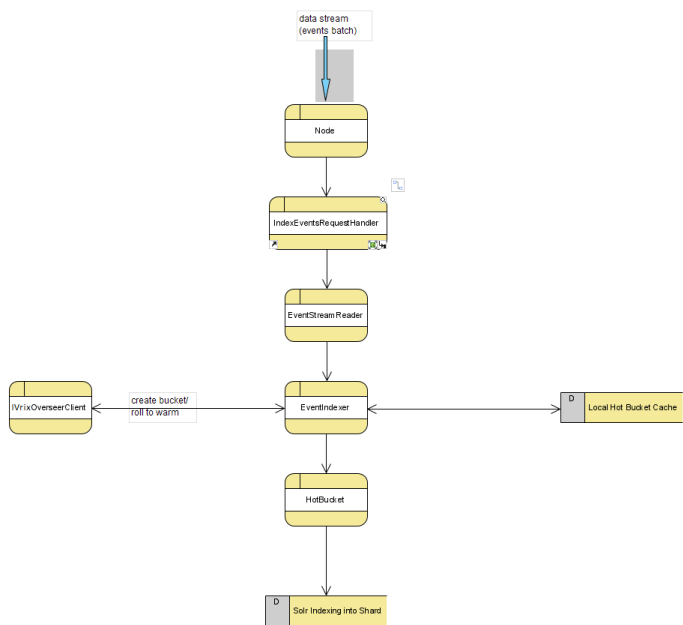 data stream
(events batch)
Node
IndexEventsRequestHandler
EventStreamReader
IVrixOverseerClient
create bucket/
roll to warm
EventIndexer
D
Local Hot Bucket Cache
HotBucket
D
Solr Indexing into Shard